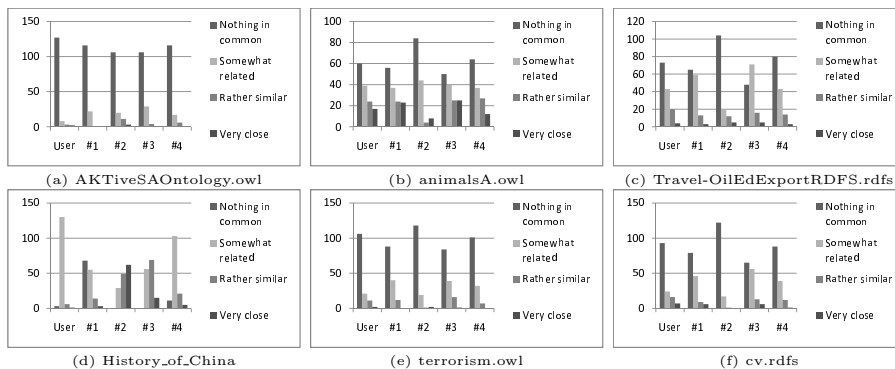 150
100
50
0
User #1 #2 #3 #4
Nothing in common
Somewhat related
Rather similar
Very close
(a) AKTiveSAOntology.owl
100
80
60
40
20
0
User #1 #2 #3 #4
Nothing in common
Somewhat related
Rather similar
Very close
(b) animalsA.owl
120
100
80
60
40
20
0
User #1 #2 #3 #4
Nothing in common
Somewhat related
Rather similar
Very close
(c) Travel-OilEdExportRDFS.rdfs
150
100
50
0
User #1 #2 #3 #4
Nothing in common
Somewhat related
Rather similar
Very close
(d) History_of_China
150
100
50
0
User #1 #2 #3 #4
Nothing in common
Somewhat related
Rather similar
Very close
(e) terrorism.owl
150
100
50
0
User #1 #2 #3 #4
Nothing in common
Somewhat related
Rather similar
Very close
(f) cv.rdfs